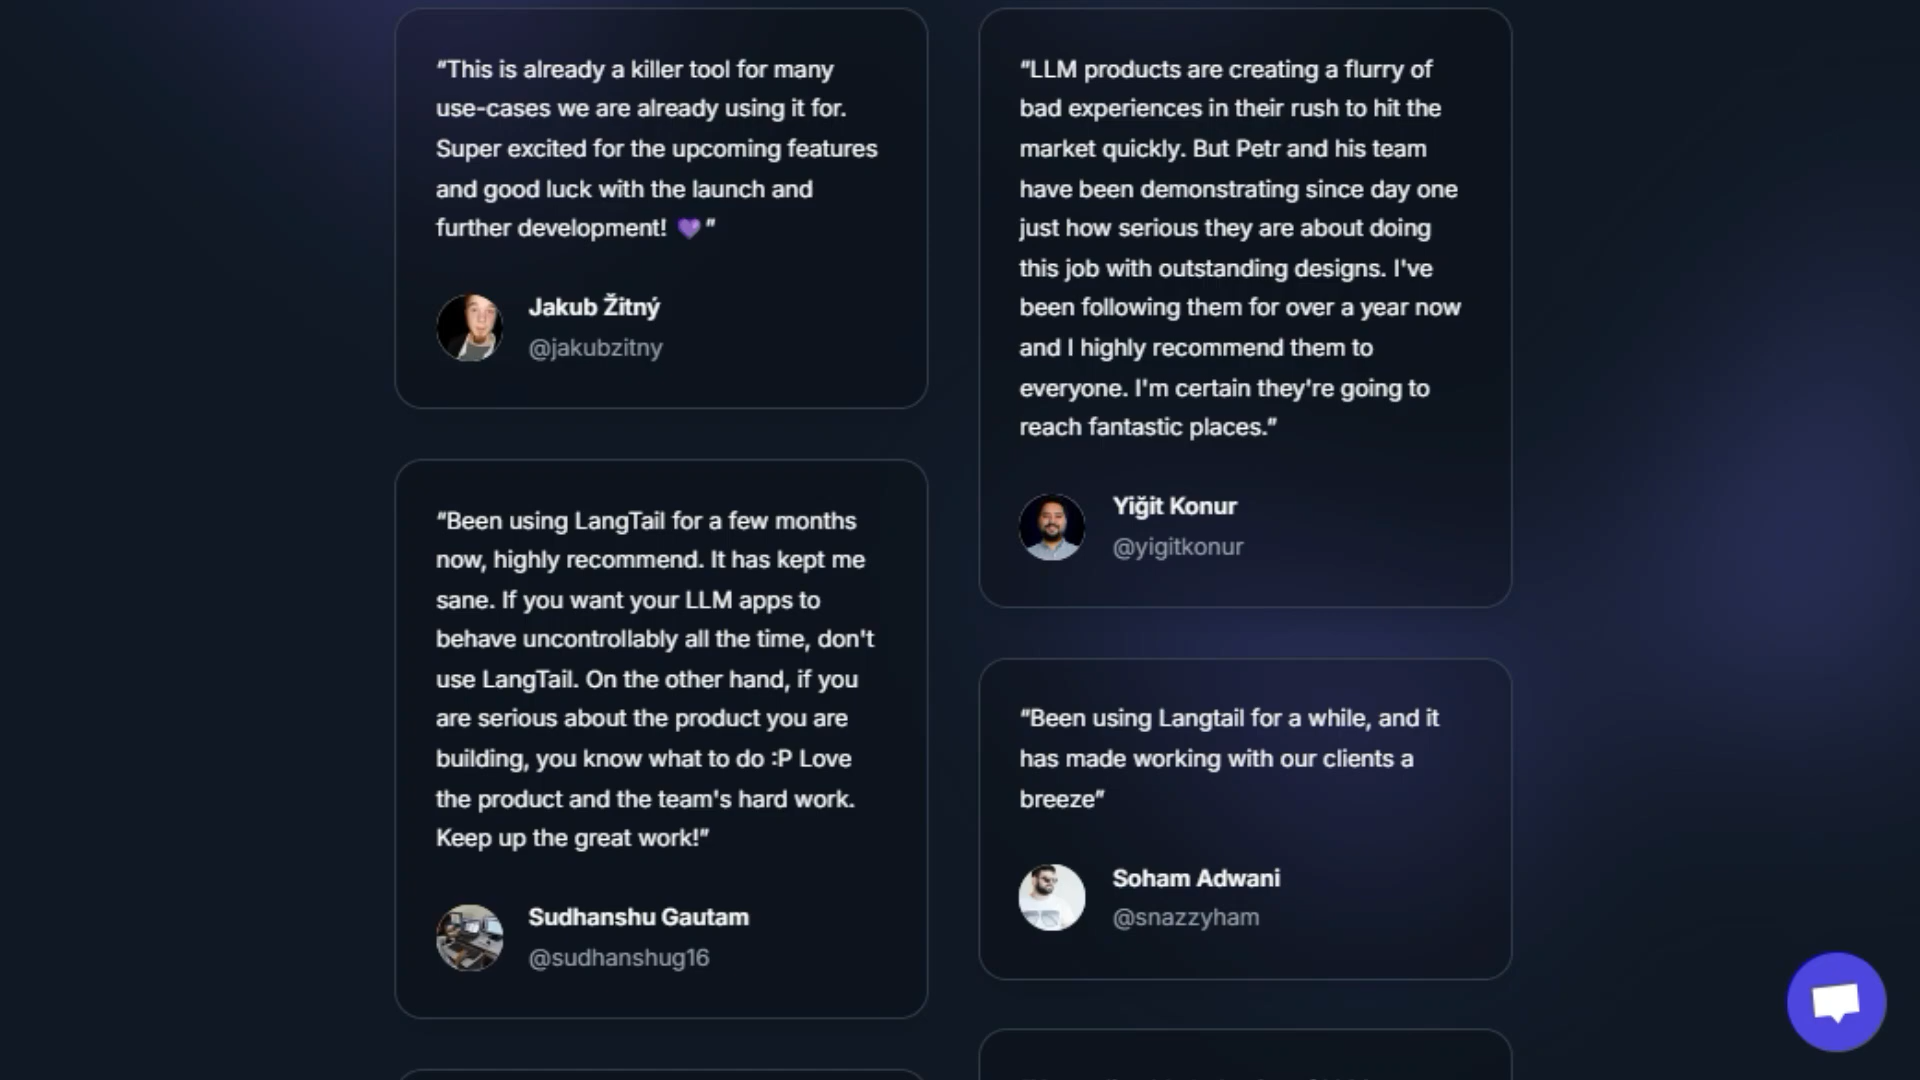 “This is already a killer tool for many
use-cases we are already using it for.
Super excited for the upcoming features
and good luck with the launch and
further development! 💜”
Jakub Žitný
@jakubzitny
“Been using LangTail for a few months
now, highly recommend. It has kept me
sane. If you want your LLM apps to
behave uncontrollably all the time, don't
use LangTail. On the other hand, if you
are serious about the product you are
building, you know what to do :P Love
the product and the team's hard work.
Keep up the great work!”
Sudhanshu Gautam
@sudhanshug16
“LLM products are creating a flurry of
bad experiences in their rush to hit the
market quickly. But Petr and his team
have been demonstrating since day one
just how serious they are about doing
this job with outstanding designs. I've
been following them for over a year now
and I highly recommend them to
everyone. I'm certain they're going to
reach fantastic places.”
Yiğit Konur
@yigitkonur
“Been using Langtail for a while, and it
has made working with our clients a
breeze”
Soham Adwani
@snazzyham